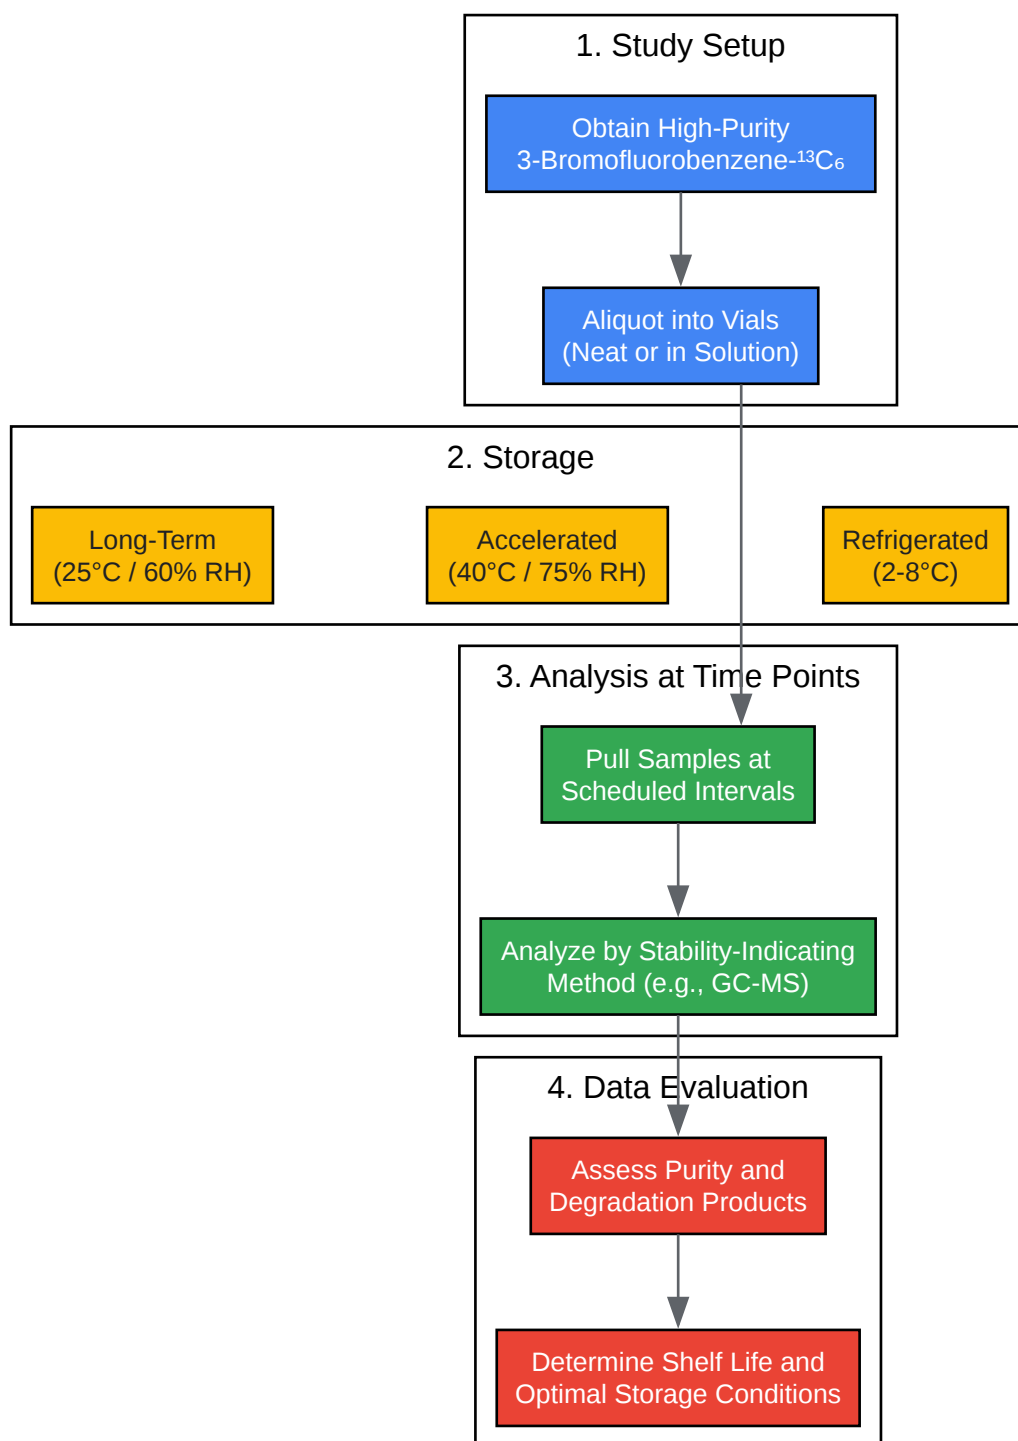 1. Study Setup
Obtain High-Purity
3-Bromofluorobenzene-¹³C₆
Aliquot into Vials
(Neat or in Solution)
2. Storage
Long-Term
(25°C / 60% RH)
Accelerated
(40°C / 75% RH)
Refrigerated
(2-8°C)
3. Analysis at Time Points
Pull Samples at
Scheduled Intervals
Analyze by Stability-Indicating
Method (e.g., GC-MS)
4. Data Evaluation
Assess Purity and
Degradation Products
Determine Shelf Life and
Optimal Storage Conditions